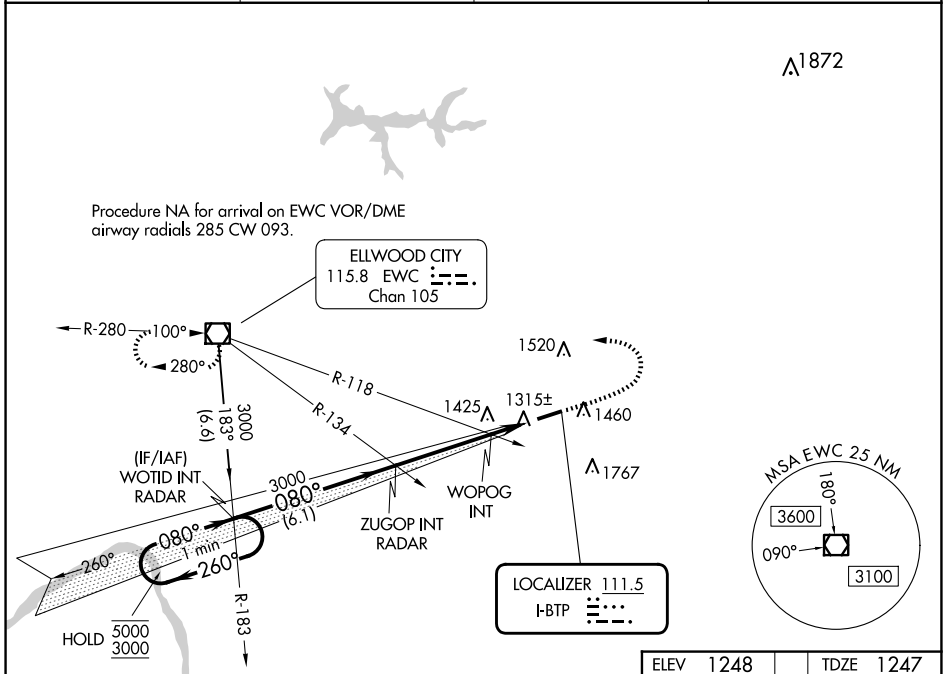 1872
Procedure NA for arrival on EWC VOR/DME
airway radials 285 CW 093.
ELLWOOD CITY
115.8 EWC
Chan 105
R-280
100°
280°
R-118
R-134
3000
183°
(6.6)
1520
1425
1315±
1460
1767
(IF/IAF)
WOTID INT
RADAR
3000
080°
(6.1)
ZUGOP INT
RADAR
WOPOG
INT
080°
1 min
260°
260°
R-183
HOLD 5000
3000
LOCALIZER 111.5
I-BTP
MSA EWC 25 NM
180°
3600
090°
3100
ELEV 1248
TDZE 1247